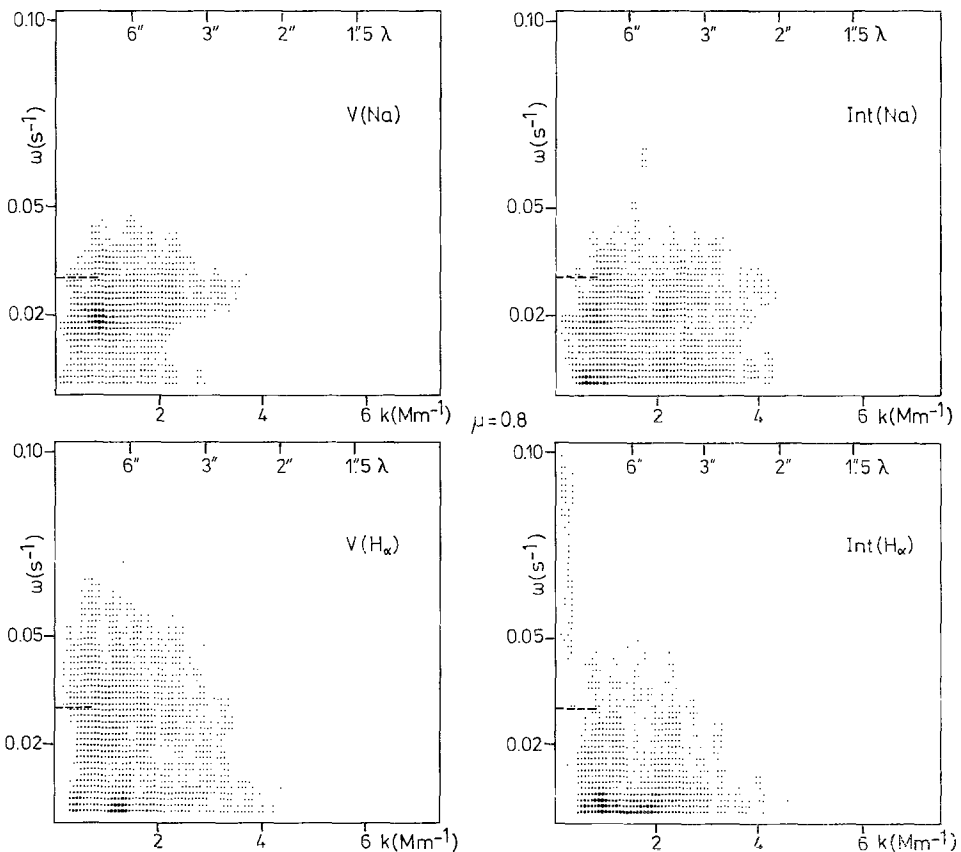 0.10
6" 3" 2" 1".5 λ
V(Na)
ω(s⁻¹)
0.05
0.02
2 4 6 k(Mm⁻¹)
0.10
6" 3" 2" 1".5 λ
Int(Na)
ω(s⁻¹)
0.05
0.02
2 4 6 k(Mm⁻¹)
μ=0.8
0.10
6" 3" 2" 1".5 λ
V(Hα)
ω(s⁻¹)
0.05
0.02
2 4 6 k(Mm⁻¹)
0.10
6" 3" 2" 1".5 λ
Int(Hα)
ω(s⁻¹)
0.05
0.02
2 4 6 k(Mm⁻¹)